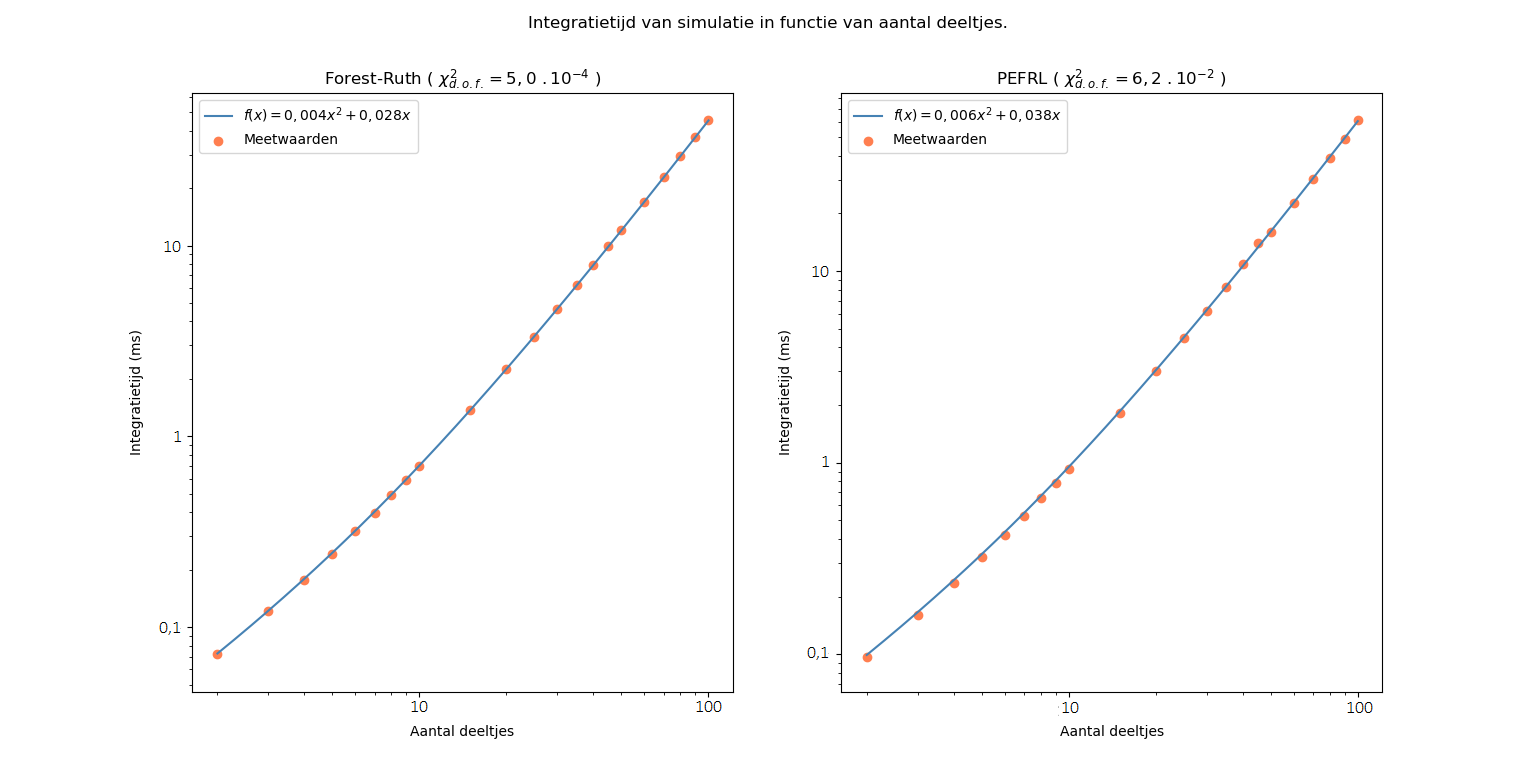 Integratietijd van simulatie in functie van aantal deeltjes.
Forest-Ruth ( χ²d.o.f. = 5, 0 . 10⁻⁴ )
f(x) = 0, 004x² + 0, 028x
Meetwaarden
10
1
0,1
Integratietijd (ms)
10
100
Aantal deeltjes
PEFRL ( χ²d.o.f. = 6, 2 . 10⁻² )
f(x) = 0, 006x² + 0, 038x
Meetwaarden
10
1
0,1
Integratietijd (ms)
10
100
Aantal deeltjes